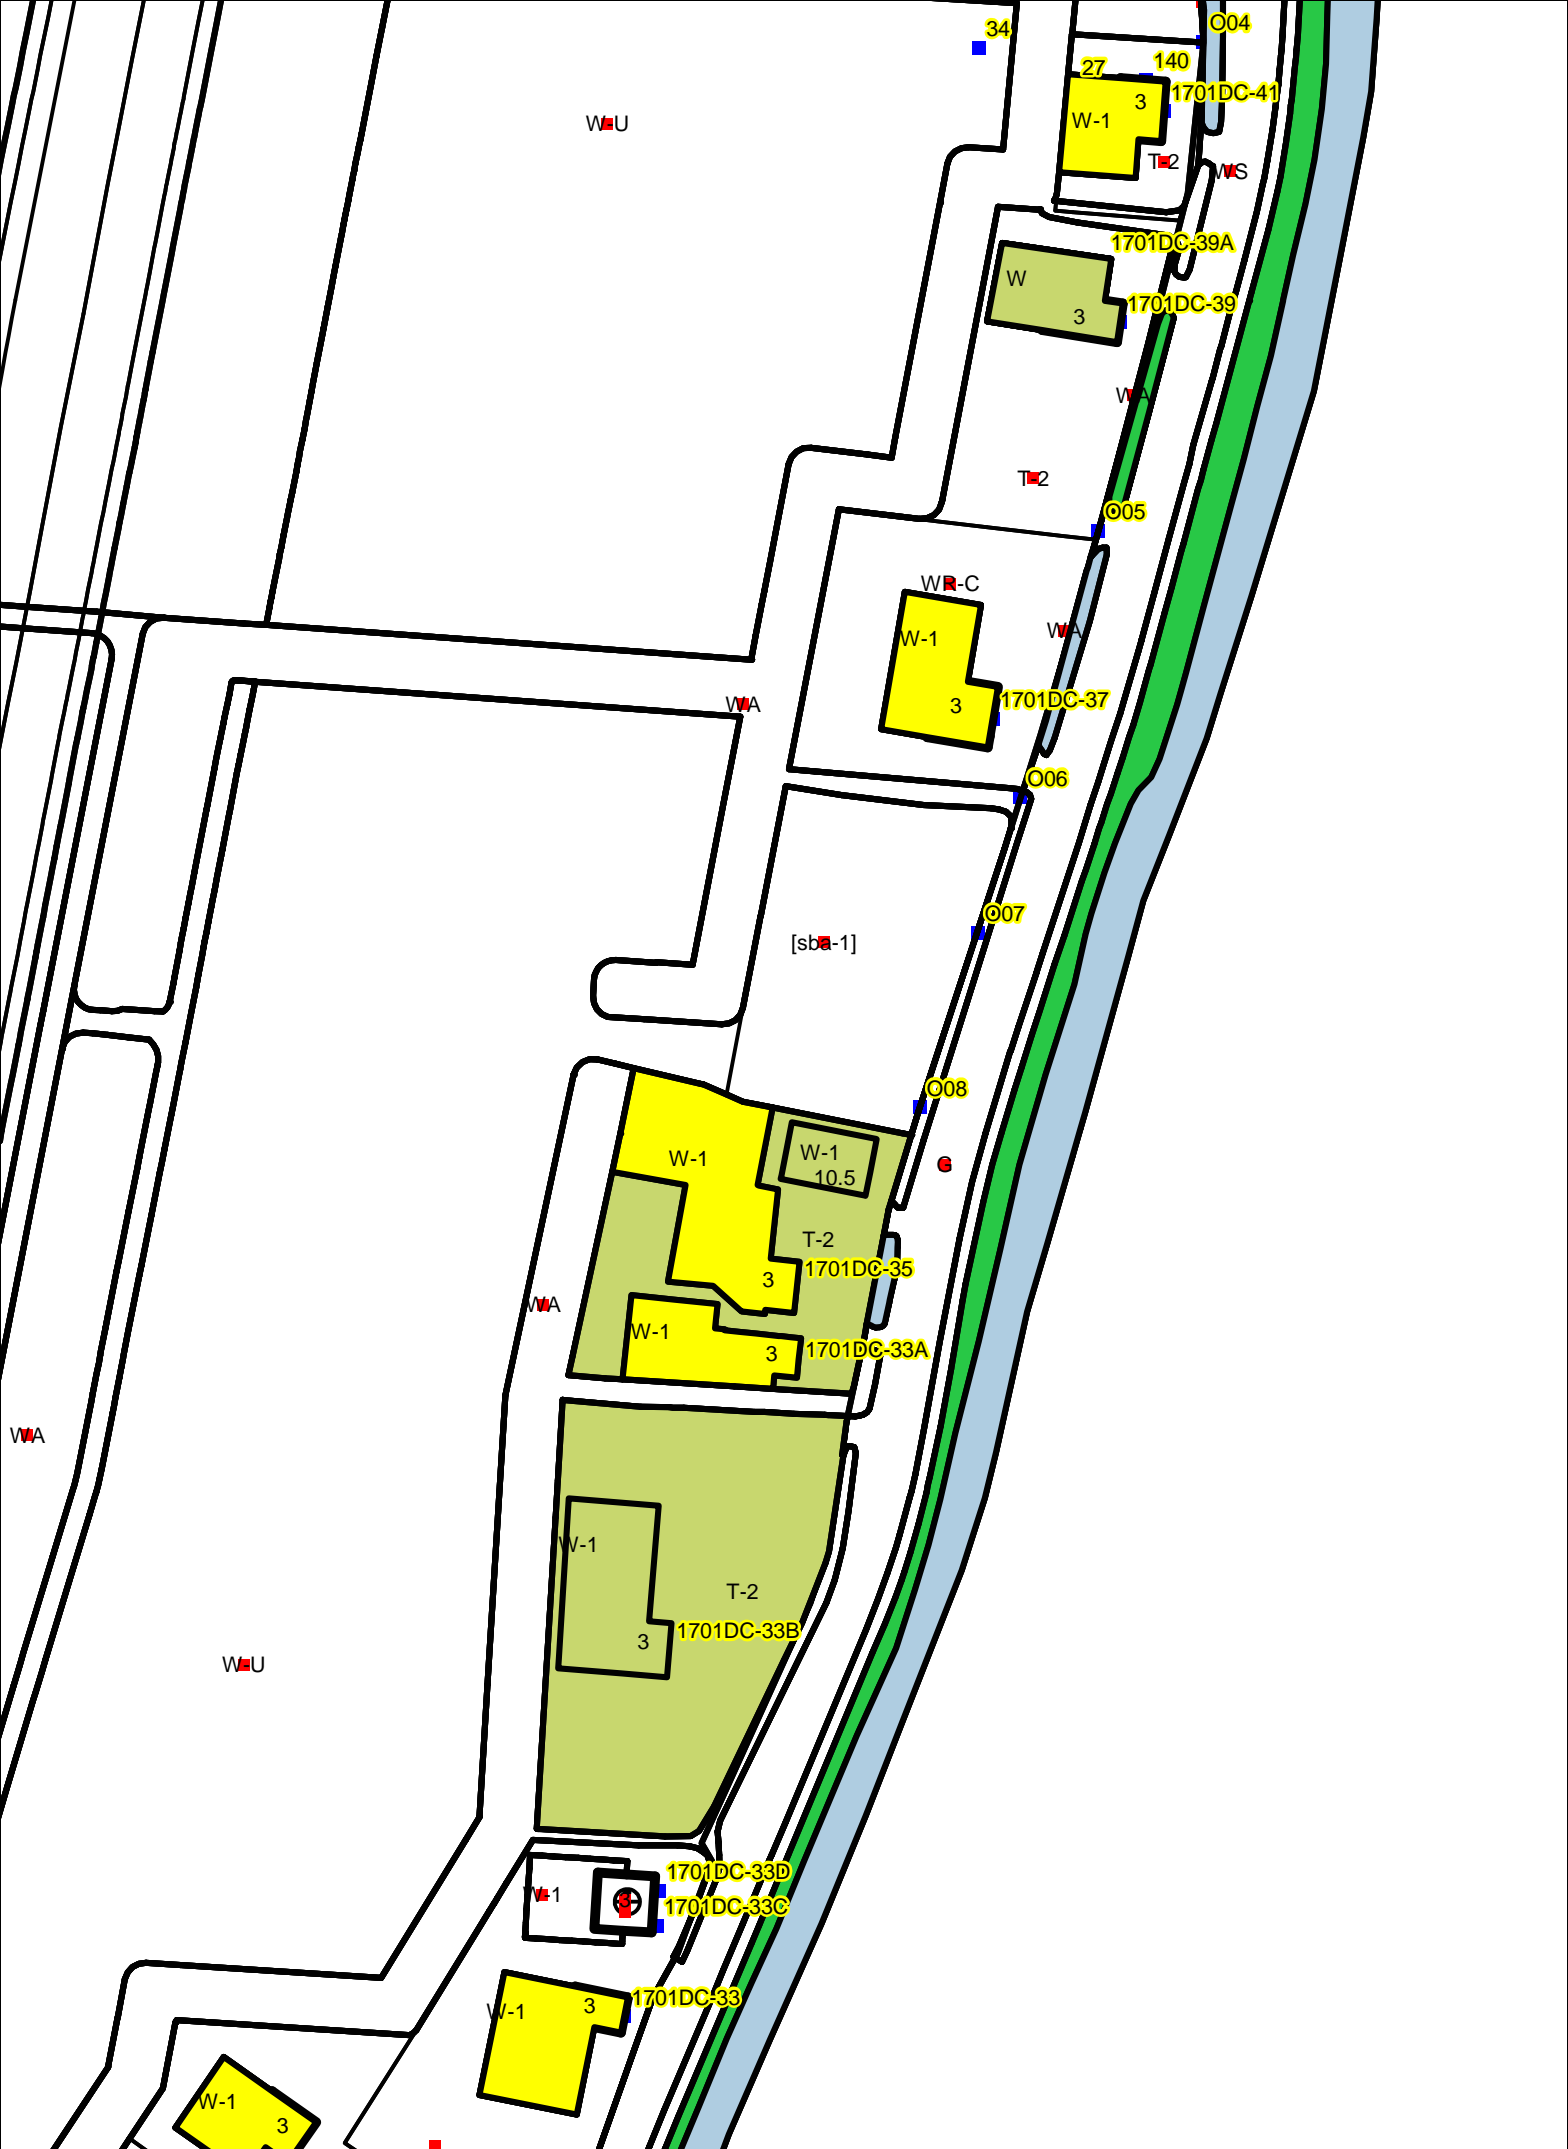 O04
34
140
27
1701DC-41
3
W-1
W-U
T-2
WS
1701DC-39A
W
1701DC-39
3
WA
T-2
O05
WR-C
WA
W-1
1701DC-37
3
WA
O06
O07
[sba-1]
O08
W-1
W-1
G
10.5
T-2
1701DC-35
3
WA
W-1
1701DC-33A
3
WA
W-1
T-2
1701DC-33B
3
W-U
1701DC-33D
W-1
3
1701DC-33C
1701DC-33
3
W-1
W-1
3